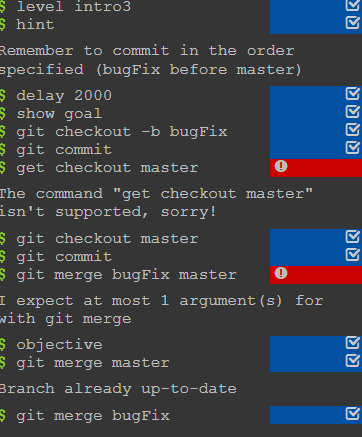 $ level intro3
$ hint
Remember to commit in the order
specified (bugFix before master)
$ delay 2000
$ show goal
$ git checkout -b bugFix
$ git commit
$ get checkout master
The command "get checkout master"
isn't supported, sorry!
$ git checkout master
$ git commit
$ git merge bugFix master
I expect at most 1 argument(s) for
with git merge
$ objective
$ git merge master
Branch already up-to-date
$ git merge bugFix